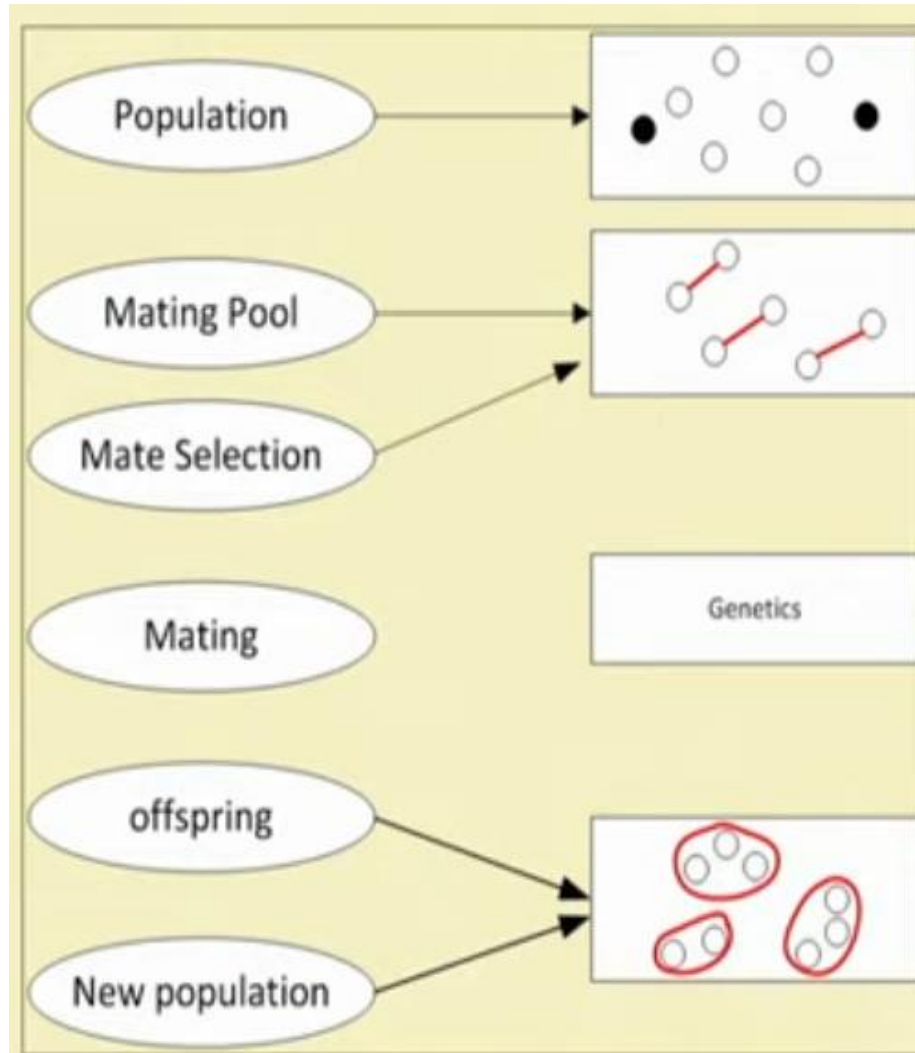 Population
Mating Pool
Mate Selection
Mating
Genetics
offspring
New population